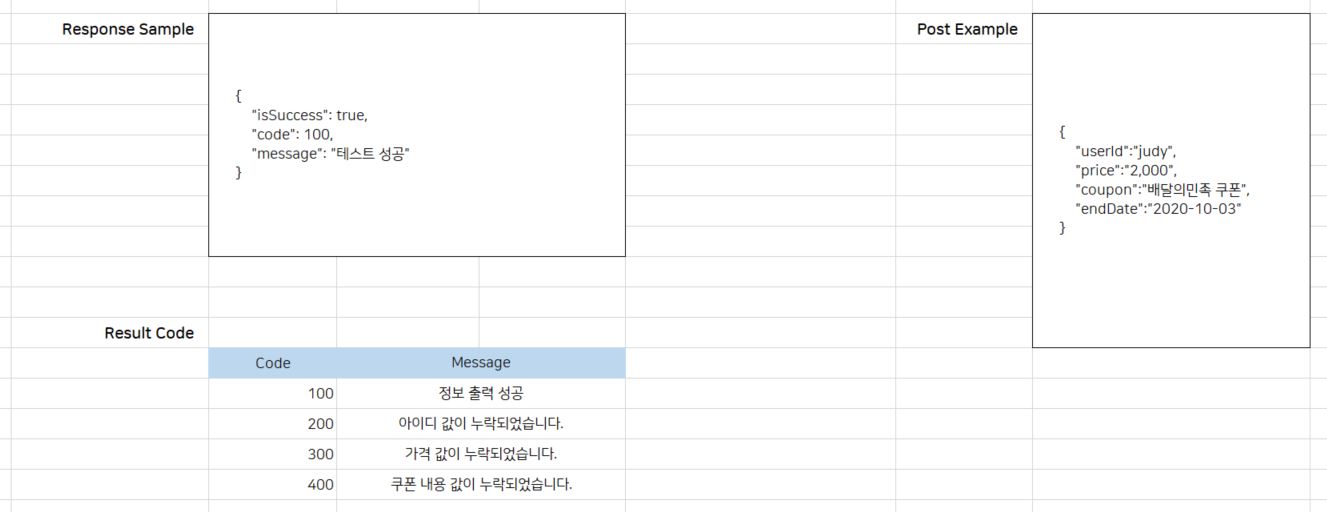 Response Sample
{
"isSuccess": true,
"code": 100,
"message": "테스트 성공"
}
Post Example
{
"userId":"judy",
"price":"2,000",
"coupon":"배달의민족 쿠폰",
"endDate":"2020-10-03"
}
Result Code
Code Message
100 정보 출력 성공
200 아이디 값이 누락되었습니다.
300 가격 값이 누락되었습니다.
400 쿠폰 내용 값이 누락되었습니다.